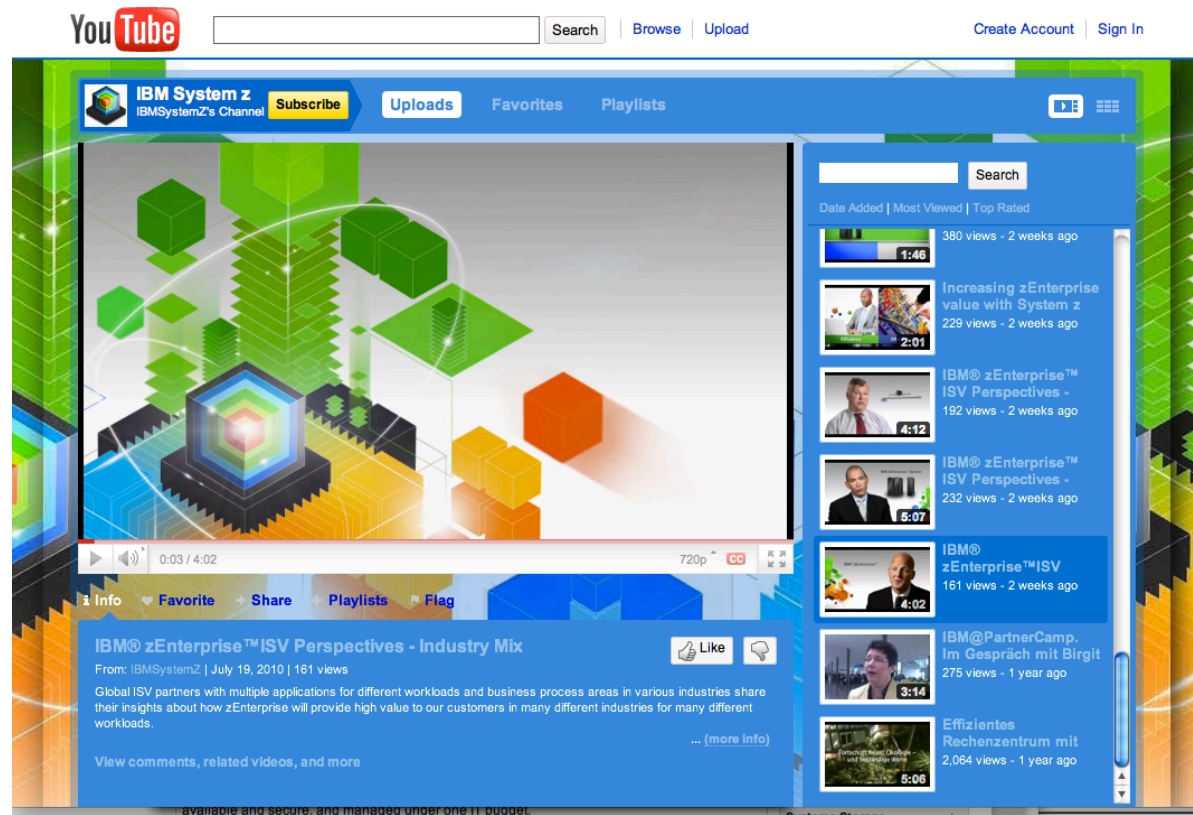 YouTube
Search
Browse
Upload
Create Account
Sign In
IBM System z
IBMSystemZ's Channel
Subscribe
Uploads
Favorites
Playlists
Search
Date Added | Most Viewed | Top Rated
380 views - 2 weeks ago
1:46
Increasing zEnterprise
value with System z
229 views - 2 weeks ago
2:01
IBM® zEnterprise™
ISV Perspectives -
192 views - 2 weeks ago
4:12
IBM® zEnterprise™
ISV Perspectives -
232 views - 2 weeks ago
5:07
IBM®
zEnterprise™ISV
161 views - 2 weeks ago
4:02
IBM@PartnerCamp.
Im Gespräch mit Birgit
275 views - 1 year ago
3:14
Effizientes
Rechenzentrum mit
2,064 views - 1 year ago
Fortschritt heisst Ökologie –
und beständige Werte
5:06
0:03 / 4:02
720p
CC
Info
Favorite
Share
Playlists
Flag
IBM® zEnterprise™ISV Perspectives - Industry Mix
Like
From: IBMSystemZ | July 19, 2010 | 161 views
Global ISV partners with multiple applications for different workloads and business process areas in various industries share
their insights about how zEnterprise will provide high value to our customers in many different industries for many different
workloads.
... (more info)
View comments, related videos, and more
available and secure, and managed under one IT budget.